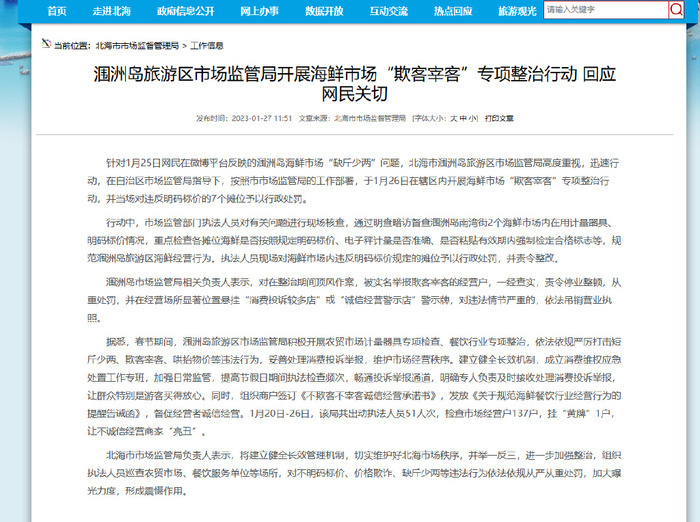 首页 走进北海 政府信息公开 网上办事 数据开放 互动交流 热点回应 旅游观光 请输入关键字
当前位置：北海市市场监督管理局 > 工作信息
涠洲岛旅游区市场监管局开展海鲜市场“欺客宰客”专项整治行动 回应
网民关切
发布时间：2023-01-27 11:51 文章来源：北海市市场监督管理局 [字体大小：大 中 小] 打印文章
针对1月25日网民在微博平台反映的涠洲岛海鲜市场“缺斤少两”问题，北海市涠洲岛旅游区市场监管局高度重视，迅速行
动，在自治区市场监管局指导下，按照市市场监管局的工作部署，于1月26日在辖区内开展海鲜市场“欺客宰客”专项整治行
动，并当场对违反明码标价的7个摊位予以行政处罚。
行动中，市场监管部门执法人员对有关问题进行现场核查，通过明查暗访督查涠洲岛南湾街2个海鲜市场内在用计量器具、
明码标价情况，重点检查各摊位海鲜是否按照规定明码标价、电子秤计量是否准确、是否粘贴有效期内强制检定合格标志等，规
范涠洲岛旅游区海鲜经营行为。执法人员现场对海鲜市场内违反明码标价规定的摊位予以行政处罚，并责令整改。
涠洲岛市场监管局相关负责人表示，对在整治期间顶风作案，被实名举报欺客宰客的经营户，一经查实，责令停业整顿，从
重处罚，并在经营场所显著位置悬挂“消费投诉较多店”或“诚信经营警示店”警示牌，对违法情节严重的，依法吊销营业执
照。
据悉，春节期间，涠洲岛旅游区市场监管局积极开展农贸市场计量器具专项检查、餐饮行业专项整治，依法依规严厉打击短
斤少两、欺客宰客、哄抬物价等违法行为，妥善处理消费投诉举报，维护市场经营秩序。建立健全长效机制，成立消费维权应急
处置工作专班，加强日常监管，提高节假日期间执法检查频次，畅通投诉举报通道，明确专人负责及时接收处理消费投诉举报，
让群众特别是游客买得放心。同时，组织商户签订《不欺客不宰客诚信经营承诺书》，发放《关于规范海鲜餐饮行业经营行为的
提醒告诫函》，督促经营者诚信经营。1月20日-26日，该局共出动执法人员51人次，检查市场经营户137户，挂“黄牌”1户，
让不诚信经营商家“亮丑”。
北海市市场监管局负责人表示，将建立健全长效管理机制，切实维护好北海市场秩序，并举一反三，进一步加强整治，组织
执法人员巡查农贸市场、餐饮服务单位等场所，对不明码标价、价格欺诈、缺斤少两等违法行为依法依规从严从重处罚，加大曝
光力度，形成震慑作用。